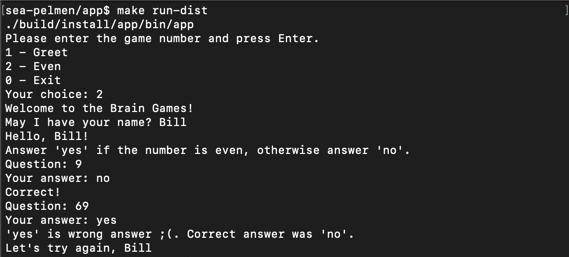 [sea-pelmen/app$ make run-dist ]
./build/install/app/bin/app
Please enter the game number and press Enter.
1 – Greet
2 – Even
0 – Exit
Your choice: 2
Welcome to the Brain Games!
May I have your name? Bill
Hello, Bill!
Answer 'yes' if the number is even, otherwise answer 'no'.
Question: 9
Your answer: no
Correct!
Question: 69
Your answer: yes
'yes' is wrong answer ;(. Correct answer was 'no'.
Let's try again, Bill